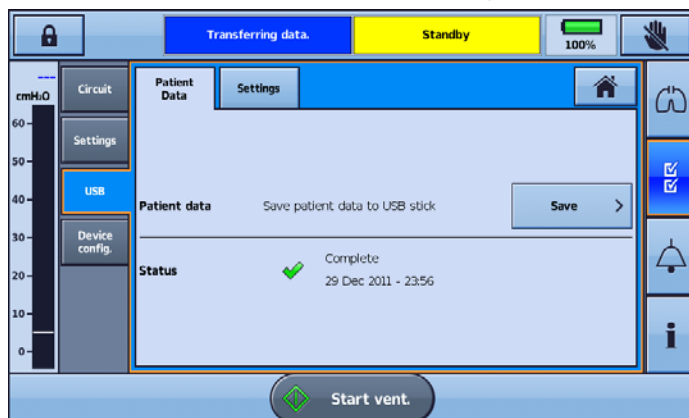 Transferring data.
Standby
100%
---
cmH₂O
60
50
40
30
20
10
0
Circuit
Settings
USB
Device
config.
Patient
Data
Settings
Patient data
Save patient data to USB stick
Save
Status
Complete
29 Dec 2011 - 23:56
i
Start vent.